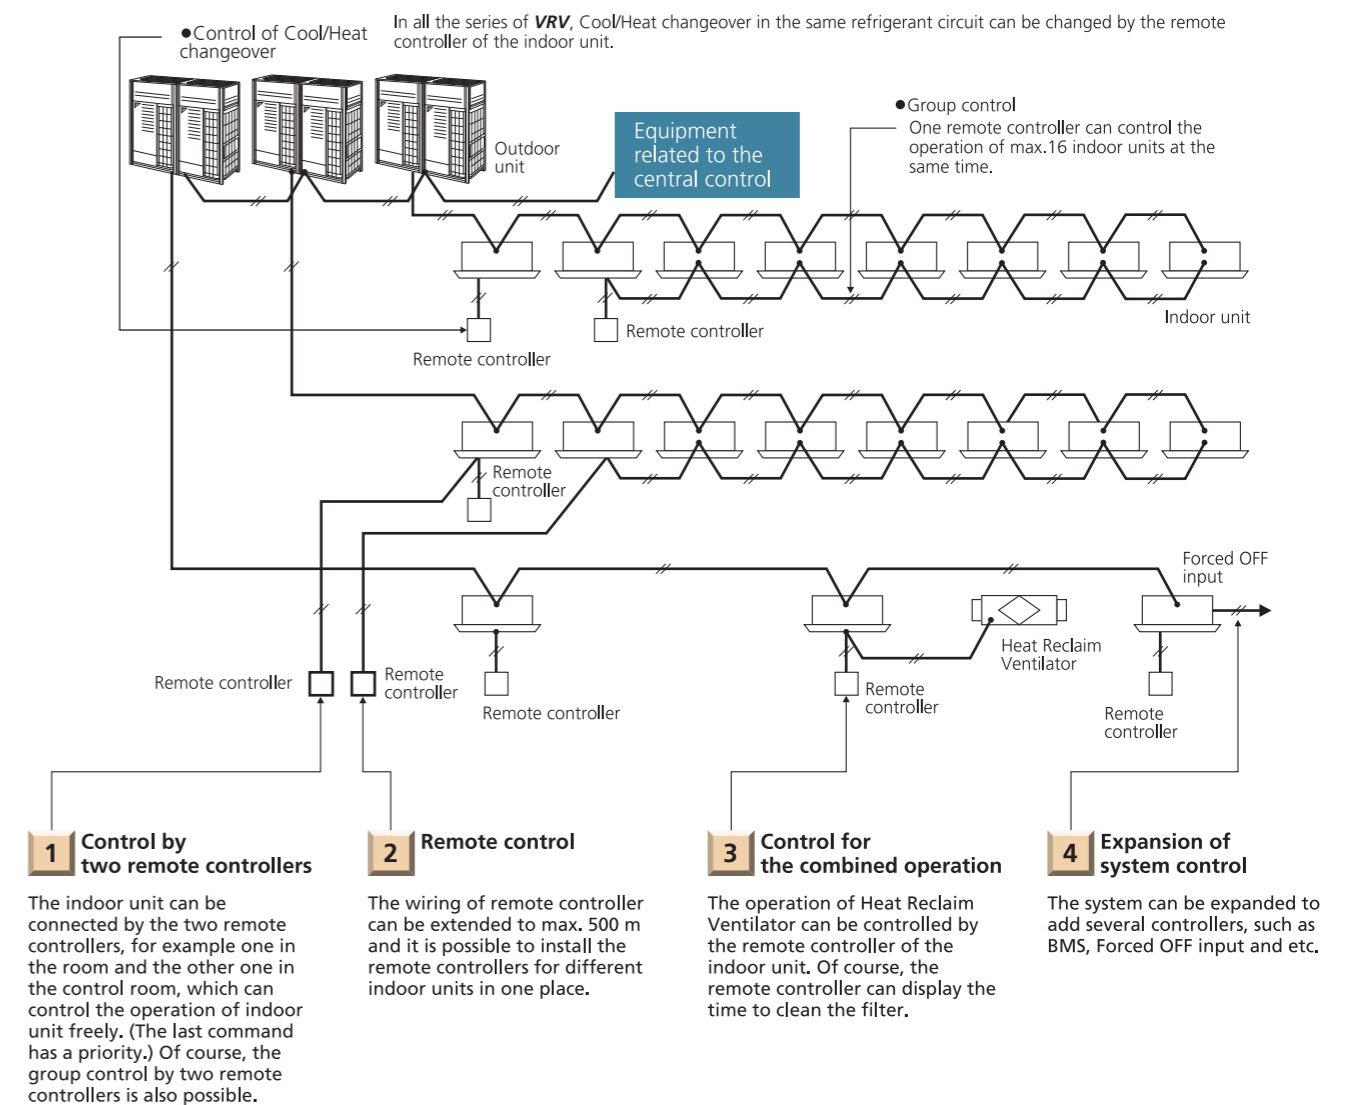 ●Control of Cool/Heat
changeover
In all the series of VRV, Cool/Heat changeover in the same refrigerant circuit can be changed by the remote
controller of the indoor unit.
Outdoor
unit
Equipment
related to the
central control
●Group control
One remote controller can control the
operation of max.16 indoor units at the
same time.
Indoor unit
Remote controller
Remote controller
Remote
controller
Forced OFF
input
Heat Reclaim
Ventilator
Remote controller
Remote
controller
Remote controller
Remote
controller
Remote
controller
1
Control by
two remote controllers
The indoor unit can be
connected by the two remote
controllers, for example one in
the room and the other one in
the control room, which can
control the operation of indoor
unit freely. (The last command
has a priority.) Of course, the
group control by two remote
controllers is also possible.
2
Remote control
The wiring of remote controller
can be extended to max. 500 m
and it is possible to install the
remote controllers for different
indoor units in one place.
3
Control for
the combined operation
The operation of Heat Reclaim
Ventilator can be controlled by
the remote controller of the
indoor unit. Of course, the
remote controller can display the
time to clean the filter.
4
Expansion of
system control
The system can be expanded to
add several controllers, such as
BMS, Forced OFF input and etc.